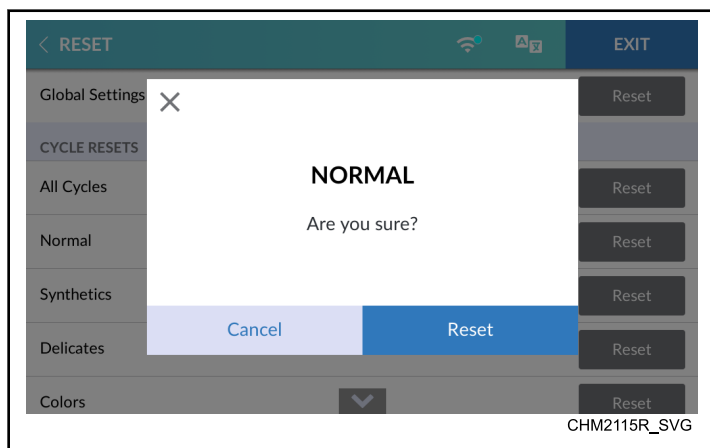 RESET
EXIT
Global Settings
Reset
CYCLE RESETS
All Cycles
Reset
Normal
Reset
Synthetics
Reset
Delicates
Reset
Colors
Reset
NORMAL
Are you sure?
Cancel
Reset
CHM2115R_SVG